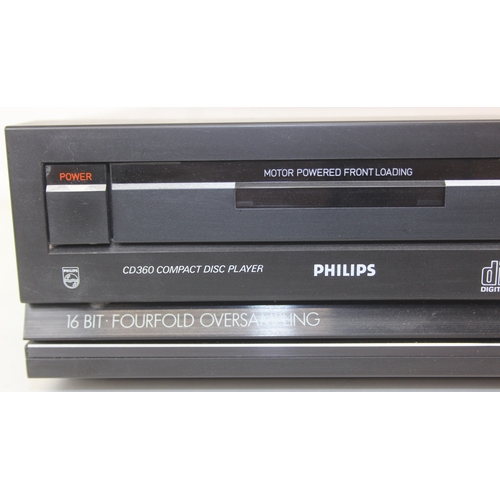 POWER
MOTOR POWERED FRONT LOADING
CD360 COMPACT DISC PLAYER
PHILIPS
16 BIT · FOURFOLD OVERSAMPLING